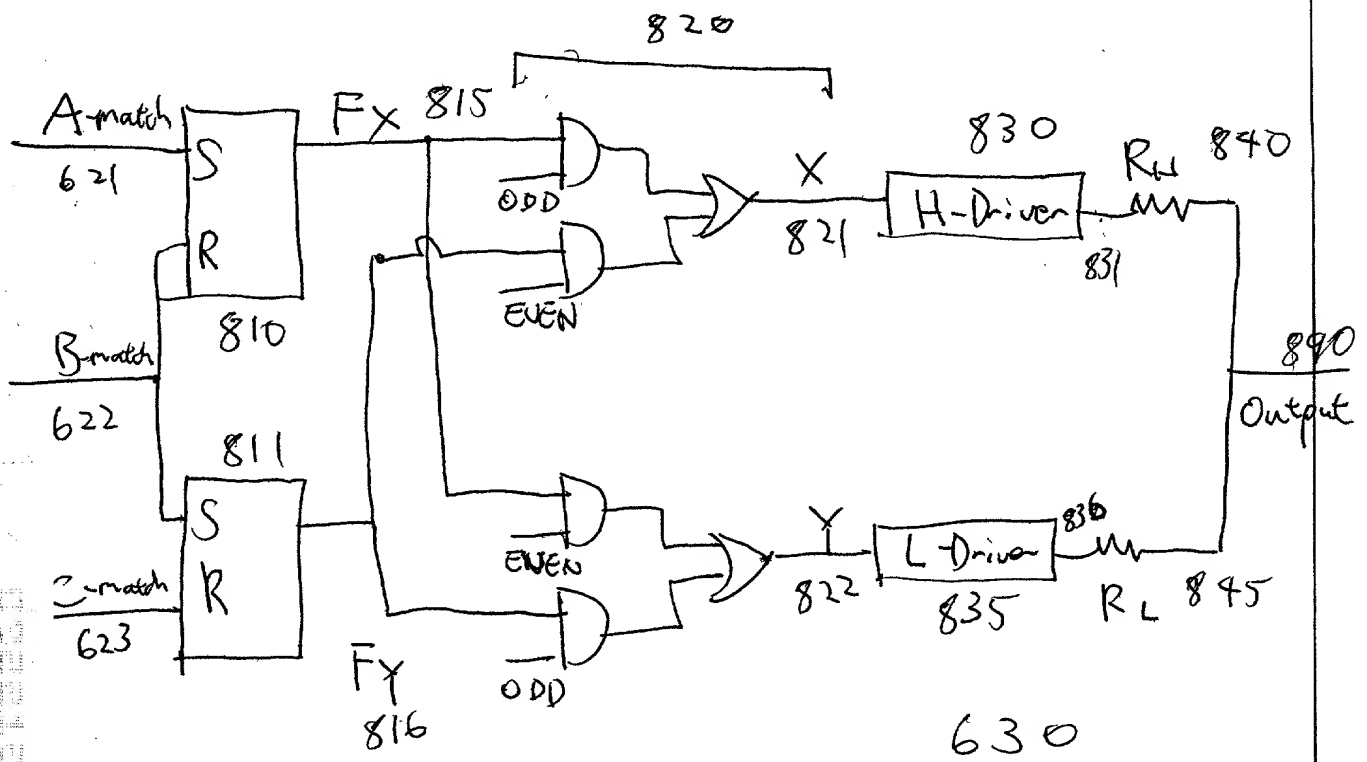 820
A-match
621
S
R
810
Fx 815
ODD
EVEN
X
821
830
H-Driver
831
RH 840
B-match
622
890
Output
811
S
R
623
Fy
816
EVEN
ODD
Y
822
L-Driver
835
836
RL 845
630